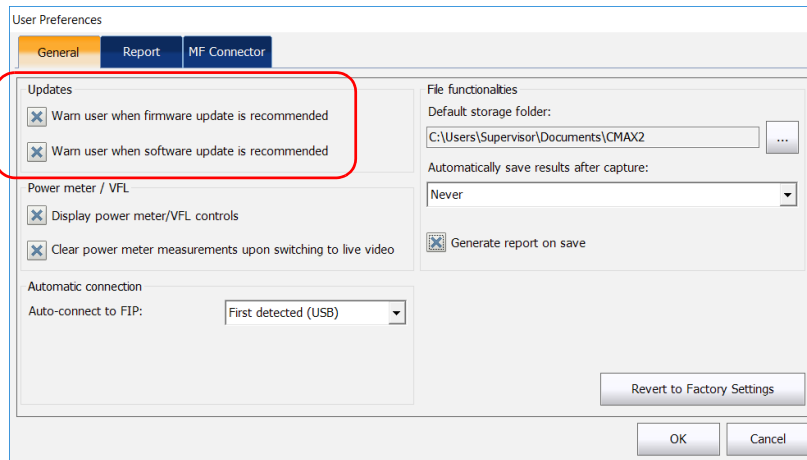 User Preferences
General
Report
MF Connector
Updates
Warn user when firmware update is recommended
Warn user when software update is recommended
Power meter / VFL
Display power meter/VFL controls
Clear power meter measurements upon switching to live video
Automatic connection
Auto-connect to FIP:
First detected (USB)
File functionalities
Default storage folder:
C:\Users\Supervisor\Documents\CMAX2
...
Automatically save results after capture:
Never
Generate report on save
Revert to Factory Settings
OK
Cancel